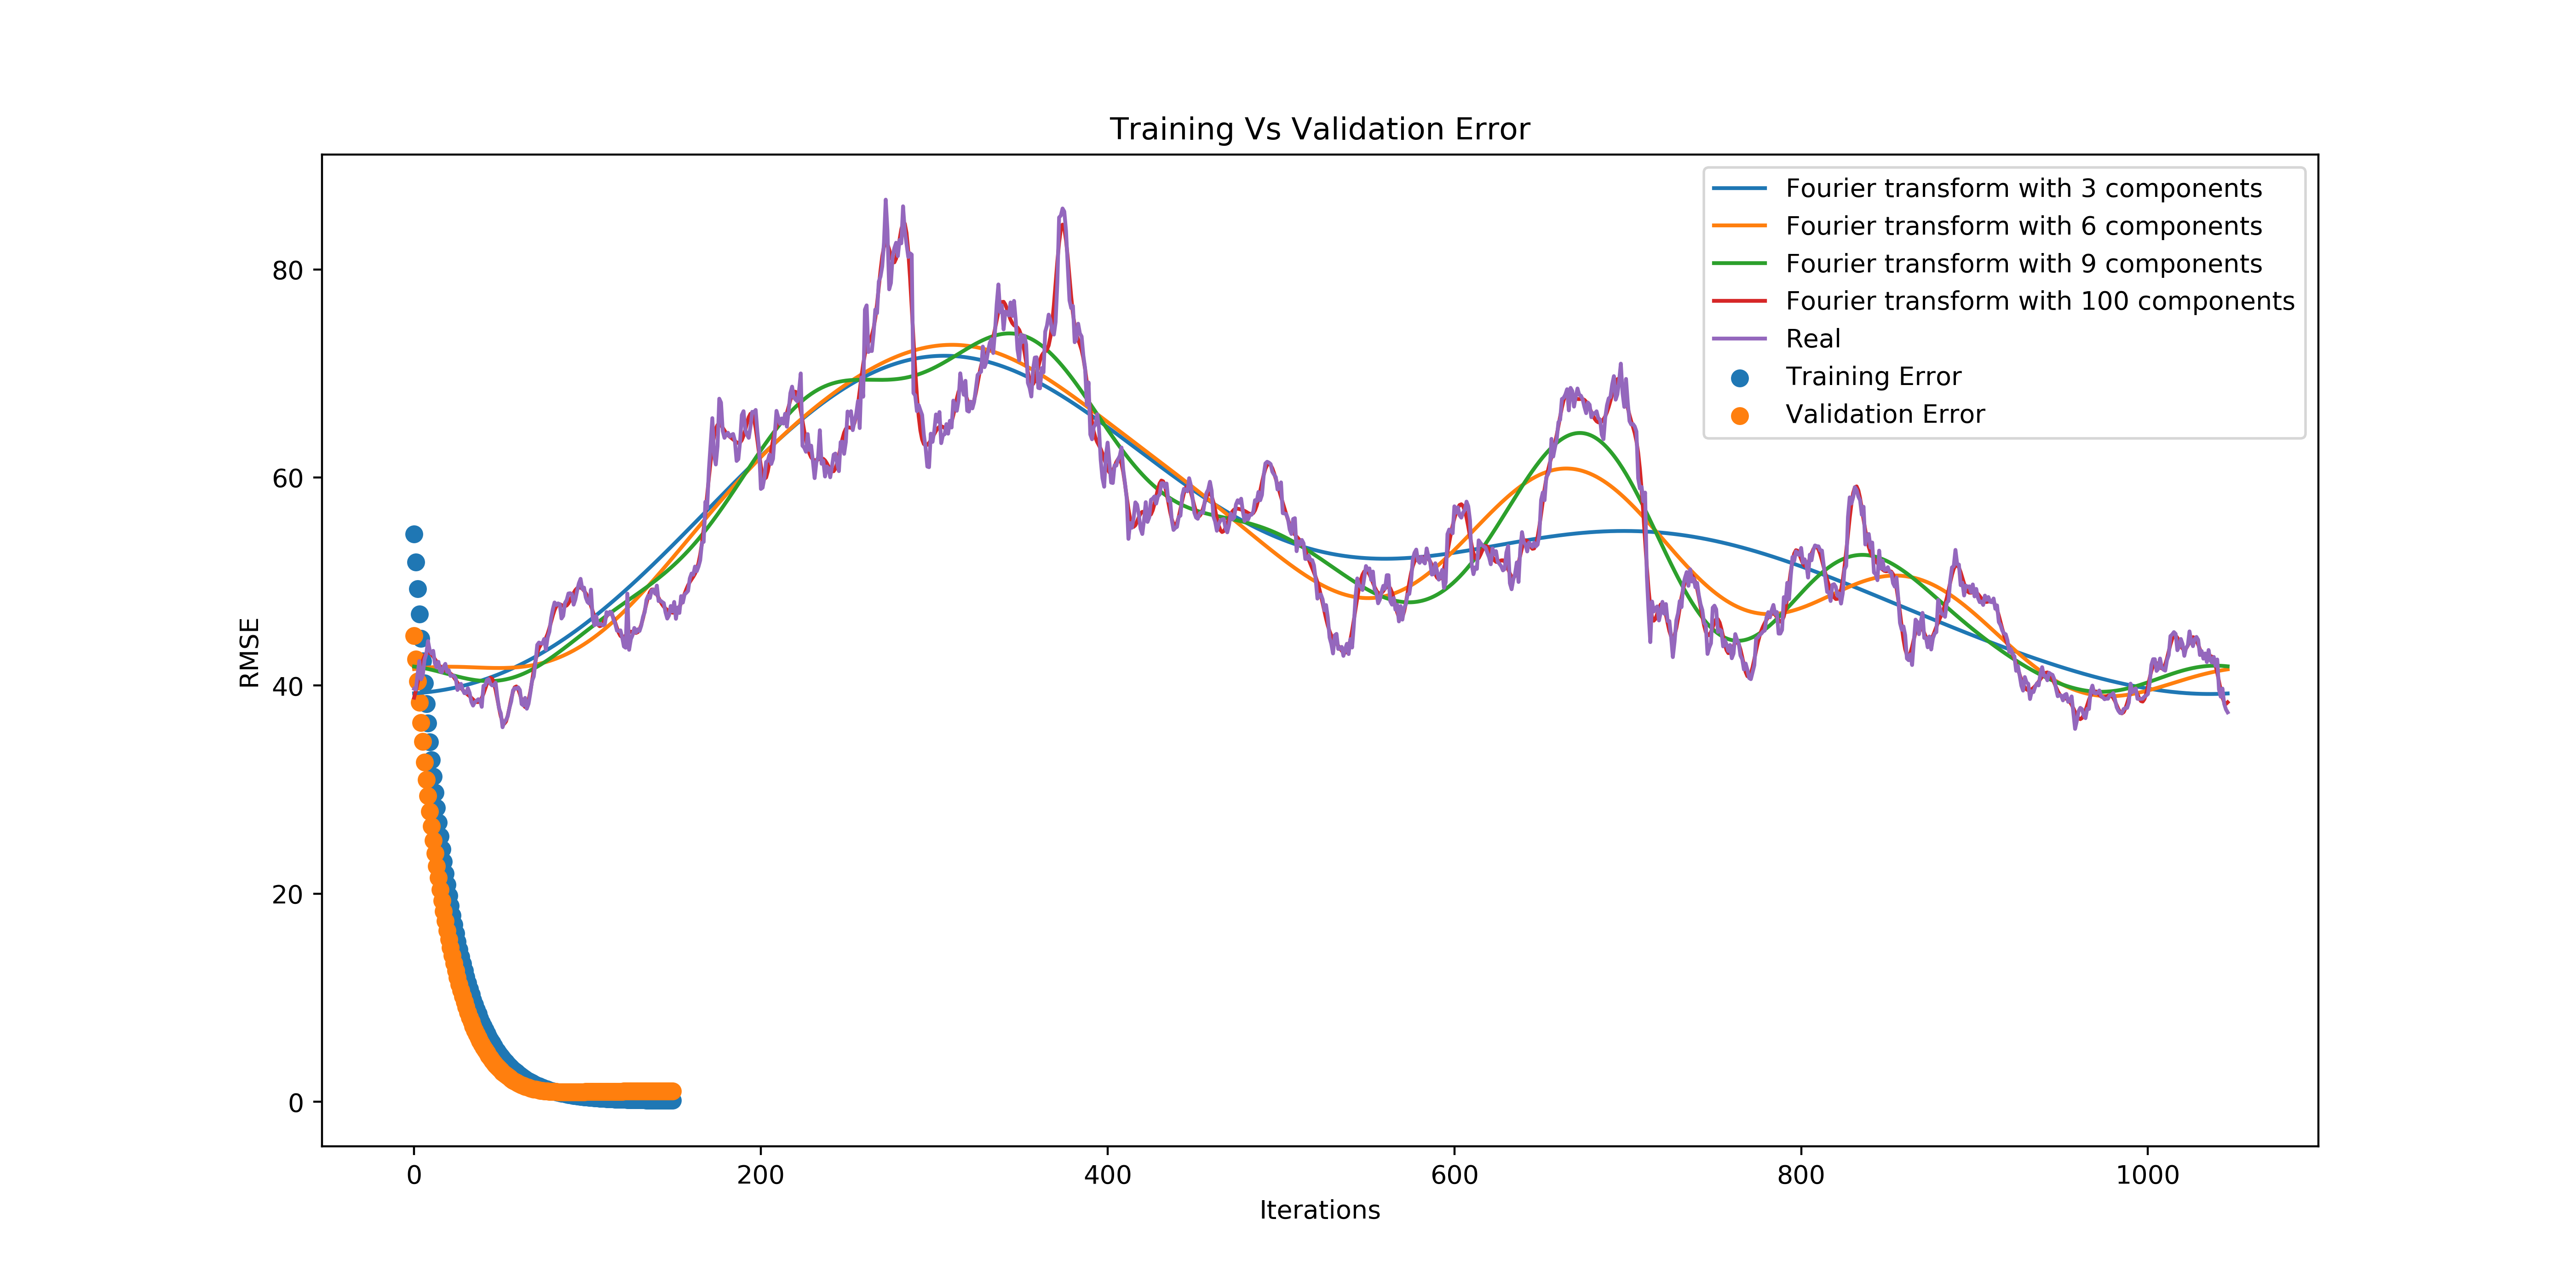 Training Vs Validation Error
Fourier transform with 3 components
Fourier transform with 6 components
Fourier transform with 9 components
Fourier transform with 100 components
Real
Training Error
Validation Error
RMSE
80
60
40
20
0
0 200 400 600 800 1000
Iterations